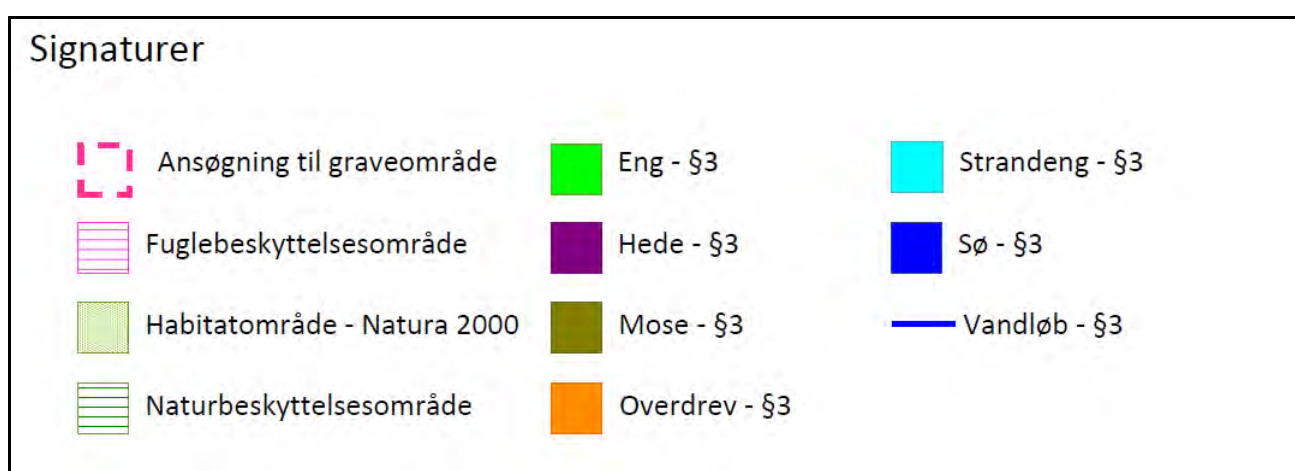 Signaturer
Ansøgning til graveområde
Fuglebeskyttelsesområde
Habitatområde - Natura 2000
Naturbeskyttelsesområde
Eng - §3
Hede - §3
Mose - §3
Overdrev - §3
Strandeng - §3
Sø - §3
Vandløb - §3